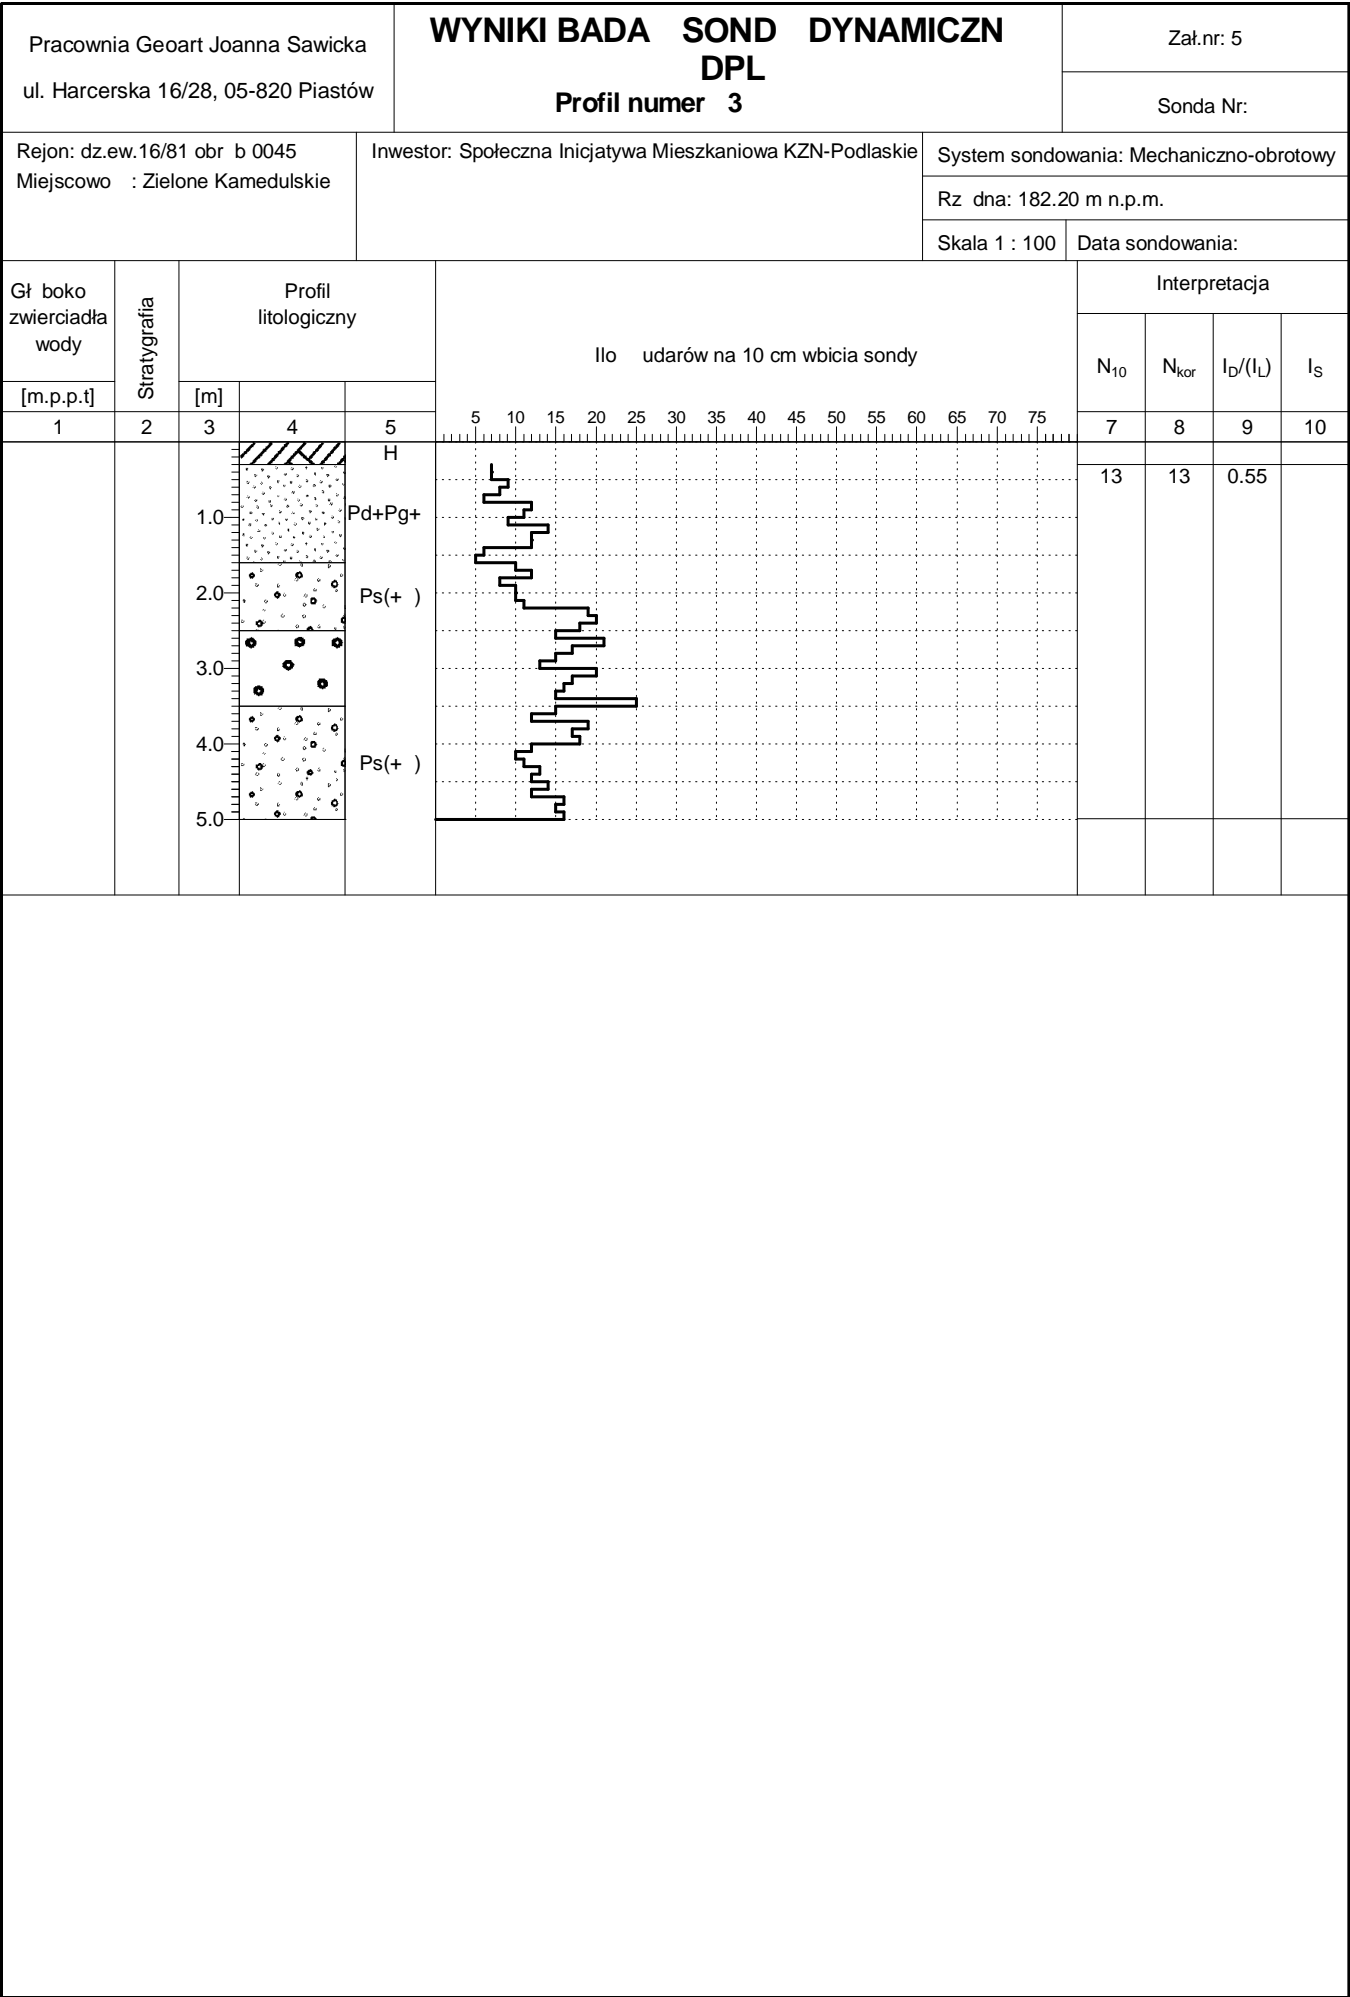 Pracownia Geoart Joanna Sawicka
ul. Harcerska 16/28, 05-820 Piastów
WYNIKI BADA SOND DYNAMICZN
DPL
Profil numer 3
Zał.nr: 5
Sonda Nr:
Rejon: dz.ew.16/81 obr b 0045
Miejscowo : Zielone Kamedulskie
Inwestor: Społeczna Inicjatywa Mieszkaniowa KZN-Podlaskie
System sondowania: Mechaniczno-obrotowy
Rz dna: 182.20 m n.p.m.
Skala 1 : 100
Data sondowania:
Gł boko
zwierciadła
wody
[m.p.p.t]
Stratygrafia
Profil
litologiczny
[m]
Ilo udarów na 10 cm wbicia sondy
Interpretacja
N10
Nkor
ID/(IL)
IS
5 10 15 20 25 30 35 40 45 50 55 60 65 70 75
1 2 3 4 5 7 8 9 10
H
13 13 0.55
1.0
Pd+Pg+
2.0
Ps(+ )
3.0
4.0
Ps(+ )
5.0